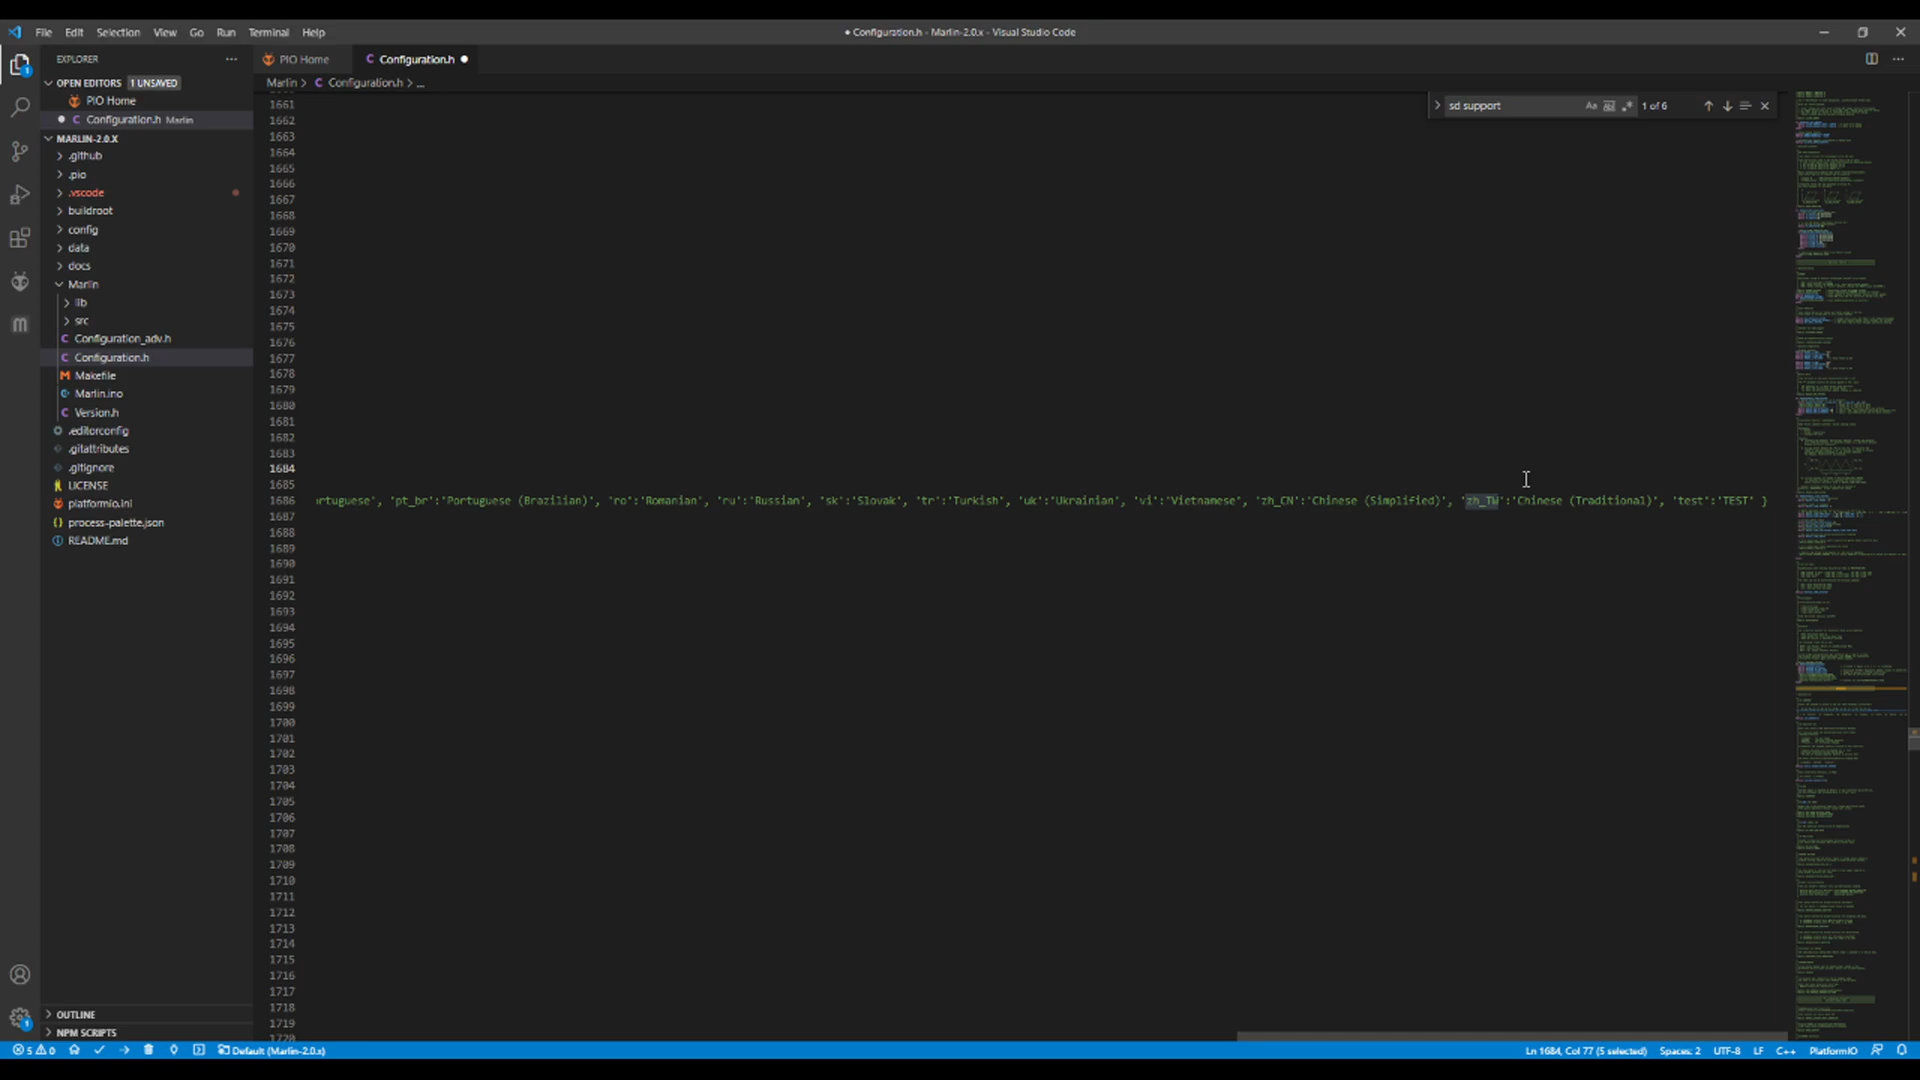 File Edit Selection View Go Run Terminal Help
● Configuration.h - Marlin-2.0.x - Visual Studio Code
EXPLORER
PIO Home
Configuration.h
OPEN EDITORS 1 UNSAVED
Marlin > Configuration.h > ...
PIO Home
sd support
Aa
1 of 6
Configuration.h Marlin
MARLIN-2.0.X
.github
.pio
.vscode
buildroot
config
data
docs
Marlin
lib
src
Configuration_adv.h
Configuration.h
Makefile
Marlin.ino
Version.h
.editorconfig
.gitattributes
.gitignore
LICENSE
platformio.ini
process-palette.json
README.md
OUTLINE
NPM SCRIPTS
1661
1662
1663
1664
1665
1666
1667
1668
1669
1670
1671
1672
1673
1674
1675
1676
1677
1678
1679
1680
1681
1682
1683
1684
1685
1686 rtuguese', 'pt_br':'Portuguese (Brazilian)', 'ro':'Romanian', 'ru':'Russian', 'sk':'Slovak', 'tr':'Turkish', 'uk':'Ukrainian', 'vi':'Vietnamese', 'zh_CN':'Chinese (Simplified)', 'zh_TW':'Chinese (Traditional)', 'test':'TEST' }
1687
1688
1689
1690
1691
1692
1693
1694
1695
1696
1697
1698
1699
1700
1701
1702
1703
1704
1705
1706
1707
1708
1709
1710
1711
1712
1713
1714
1715
1716
1717
1718
1719
1720
5 0 Default (Marlin-2.0.x)
Ln 1684, Col 77 (5 selected) Spaces: 2 UTF-8 LF C++ PlatformIO